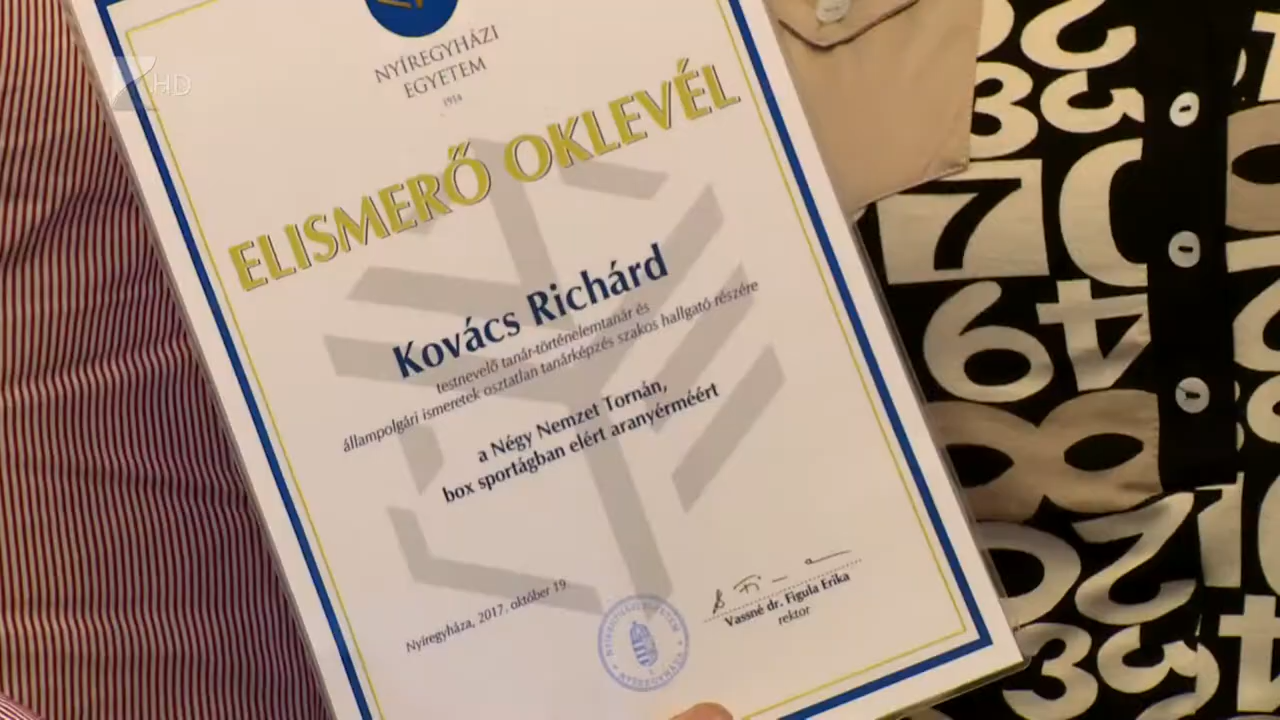 HD
NYÍREGYHÁZI
EGYETEM
1914
ELISMERŐ OKLEVÉL
Kovács Richárd
testnevelő tanár-történelemtanár és
állampolgári ismeretek osztatlan tanárképzés szakos hallgató részére
a Négy Nemzet Tornán,
box sportágban elért aranyérméért
Nyíregyháza, 2017. október 19.
Vassné dr. Figula Erika
rektor